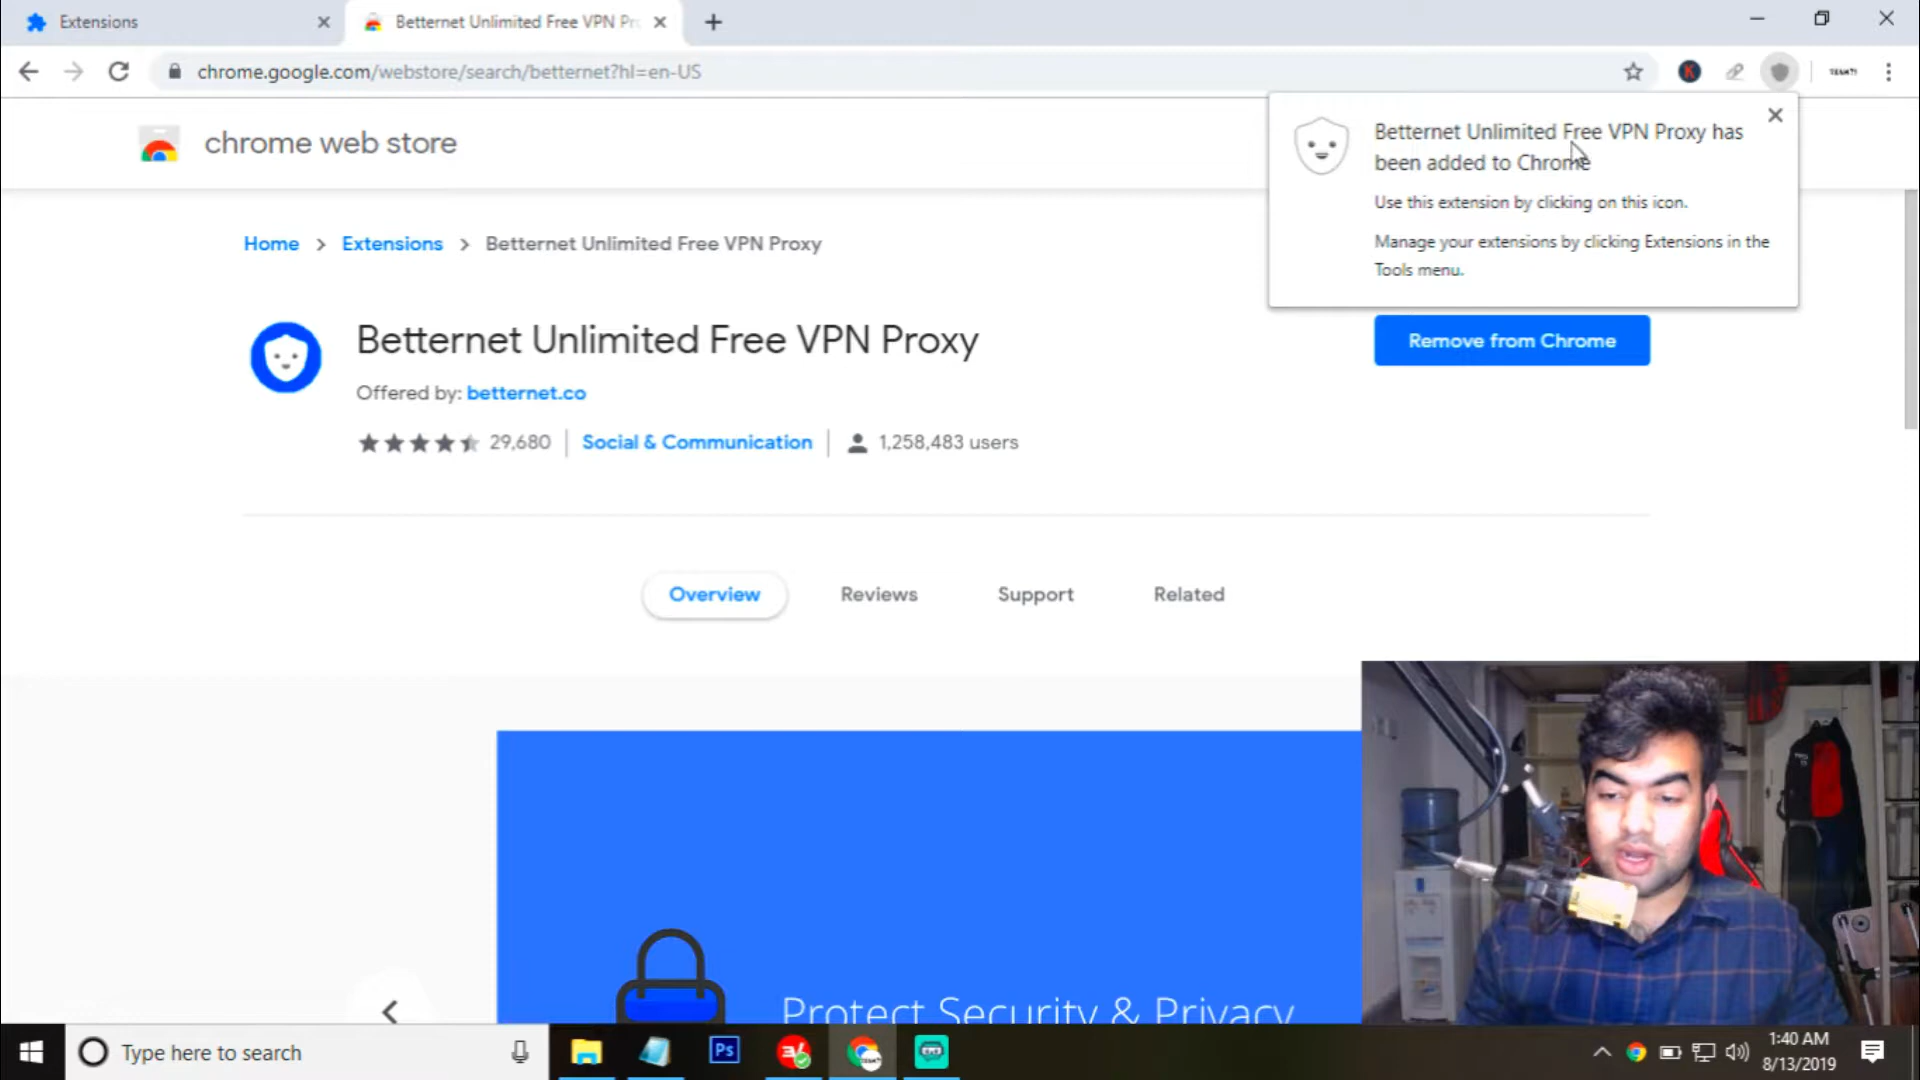 Extensions
Betternet Unlimited Free VPN Pr
chrome.google.com/webstore/search/betternet?hl=en-US
K
chrome web store
Betternet Unlimited Free VPN Proxy has
been added to Chrome
Use this extension by clicking on this icon.
Manage your extensions by clicking Extensions in the
Tools menu.
Home > Extensions > Betternet Unlimited Free VPN Proxy
Betternet Unlimited Free VPN Proxy
Remove from Chrome
Offered by: betternet.co
29,680 | Social & Communication | 1,258,483 users
Overview
Reviews
Support
Related
Protect Security & Privacy
Type here to search
Ps
1:40 AM
8/13/2019